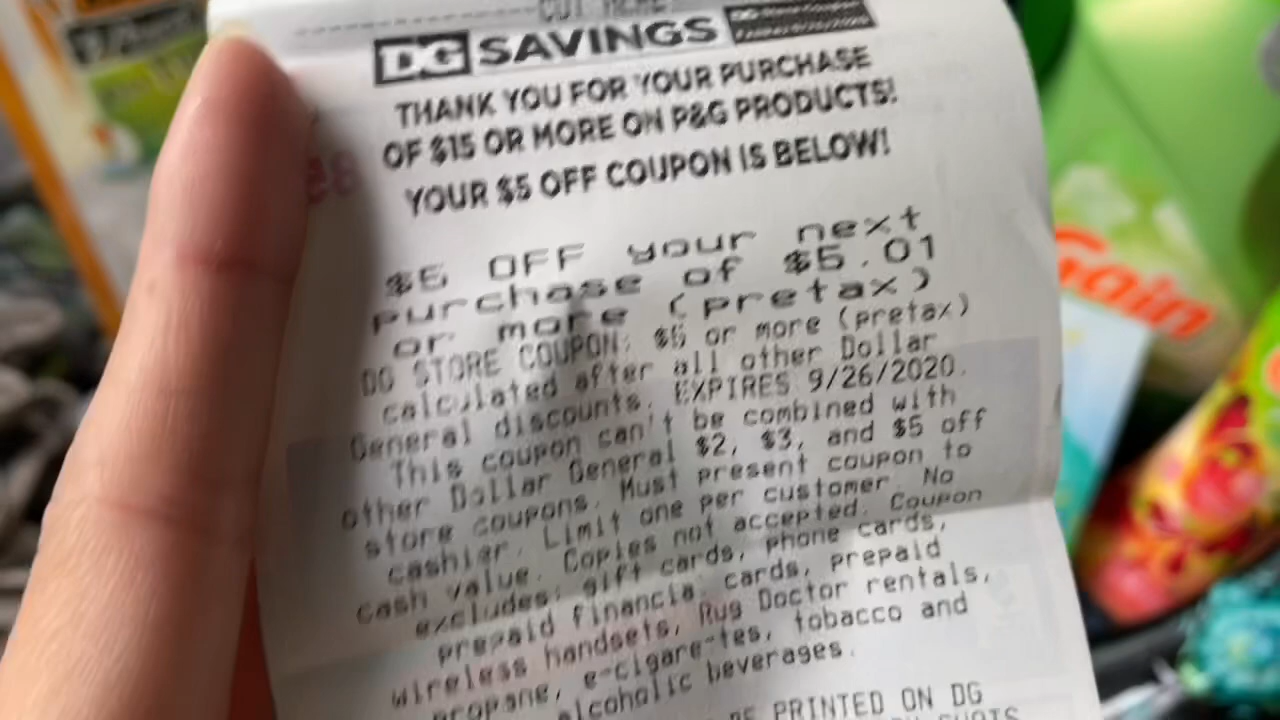 CUT HERE
DG SAVINGS
THANK YOU FOR YOUR PURCHASE
OF $15 OR MORE ON P&G PRODUCTS!
YOUR $5 OFF COUPON IS BELOW!
$5 OFF your next
purchase of $5.01
or more (pretax)
DG STORE COUPON: $5 or more (pretax)
calculated after all other Dollar
General discounts. EXPIRES 9/26/2020.
This coupon can't be combined with
other Dollar General $2, $3, and $5 off
store coupons. Must present coupon to
cashier. Limit one per customer. No
cash value. Copies not accepted. Coupon
excludes: gift cards, phone cards,
prepaid financial cards, prepaid
wireless handsets, Rug Doctor rentals,
propane, e-cigarettes, tobacco and
alcoholic beverages.
BE PRINTED ON DG
Gain